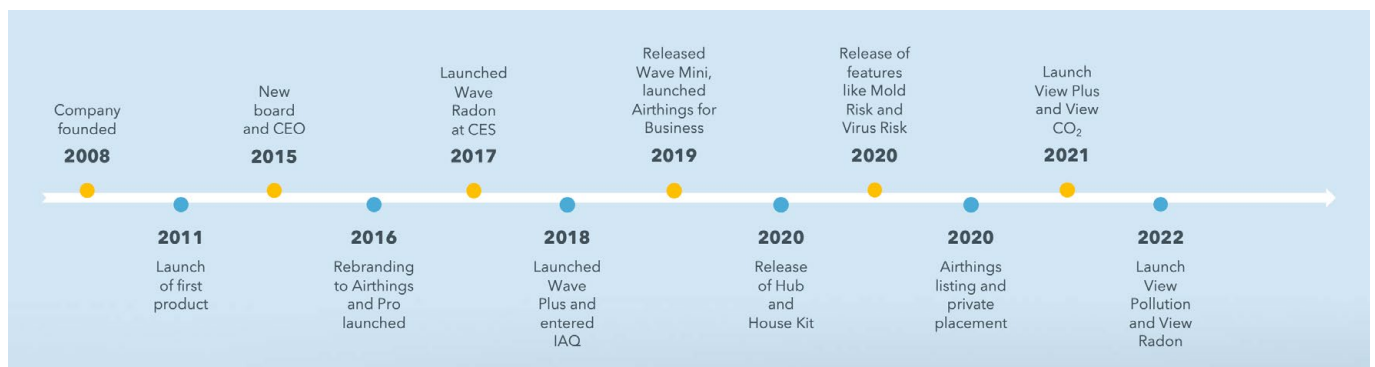 Company
founded
2008
2011
Launch
of first
product
New
board
and CEO
2015
2016
Rebranding
to Airthings
and Pro
launched
Launched
Wave
Radon
at CES
2017
2018
Launched
Wave
Plus and
entered
IAQ
Released
Wave Mini,
launched
Airthings for
Business
2019
2020
Release
of Hub
and
House Kit
Release of
features
like Mold
Risk and
Virus Risk
2020
2020
Airthings
listing and
private
placement
Launch
View Plus
and View
CO₂
2021
2022
Launch
View
Pollution
and View
Radon